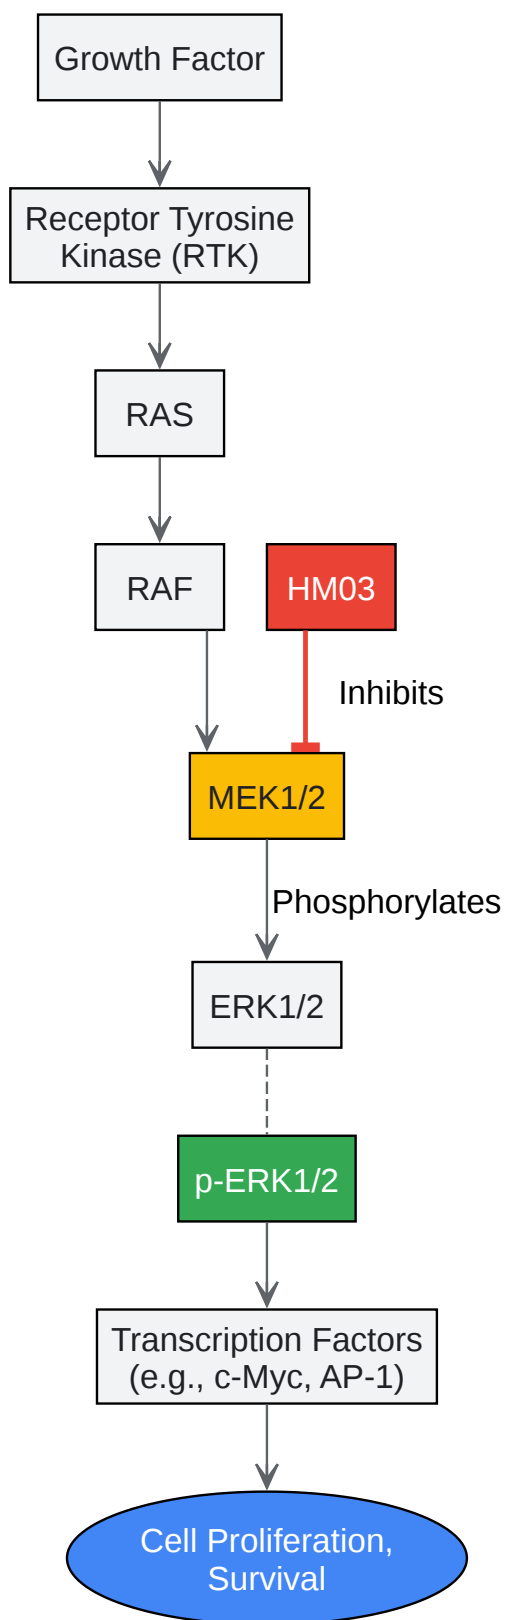 Growth Factor
Receptor Tyrosine
Kinase (RTK)
RAS
RAF
HM03
Inhibits
MEK1/2
Phosphorylates
ERK1/2
p-ERK1/2
Transcription Factors
(e.g., c-Myc, AP-1)
Cell Proliferation,
Survival